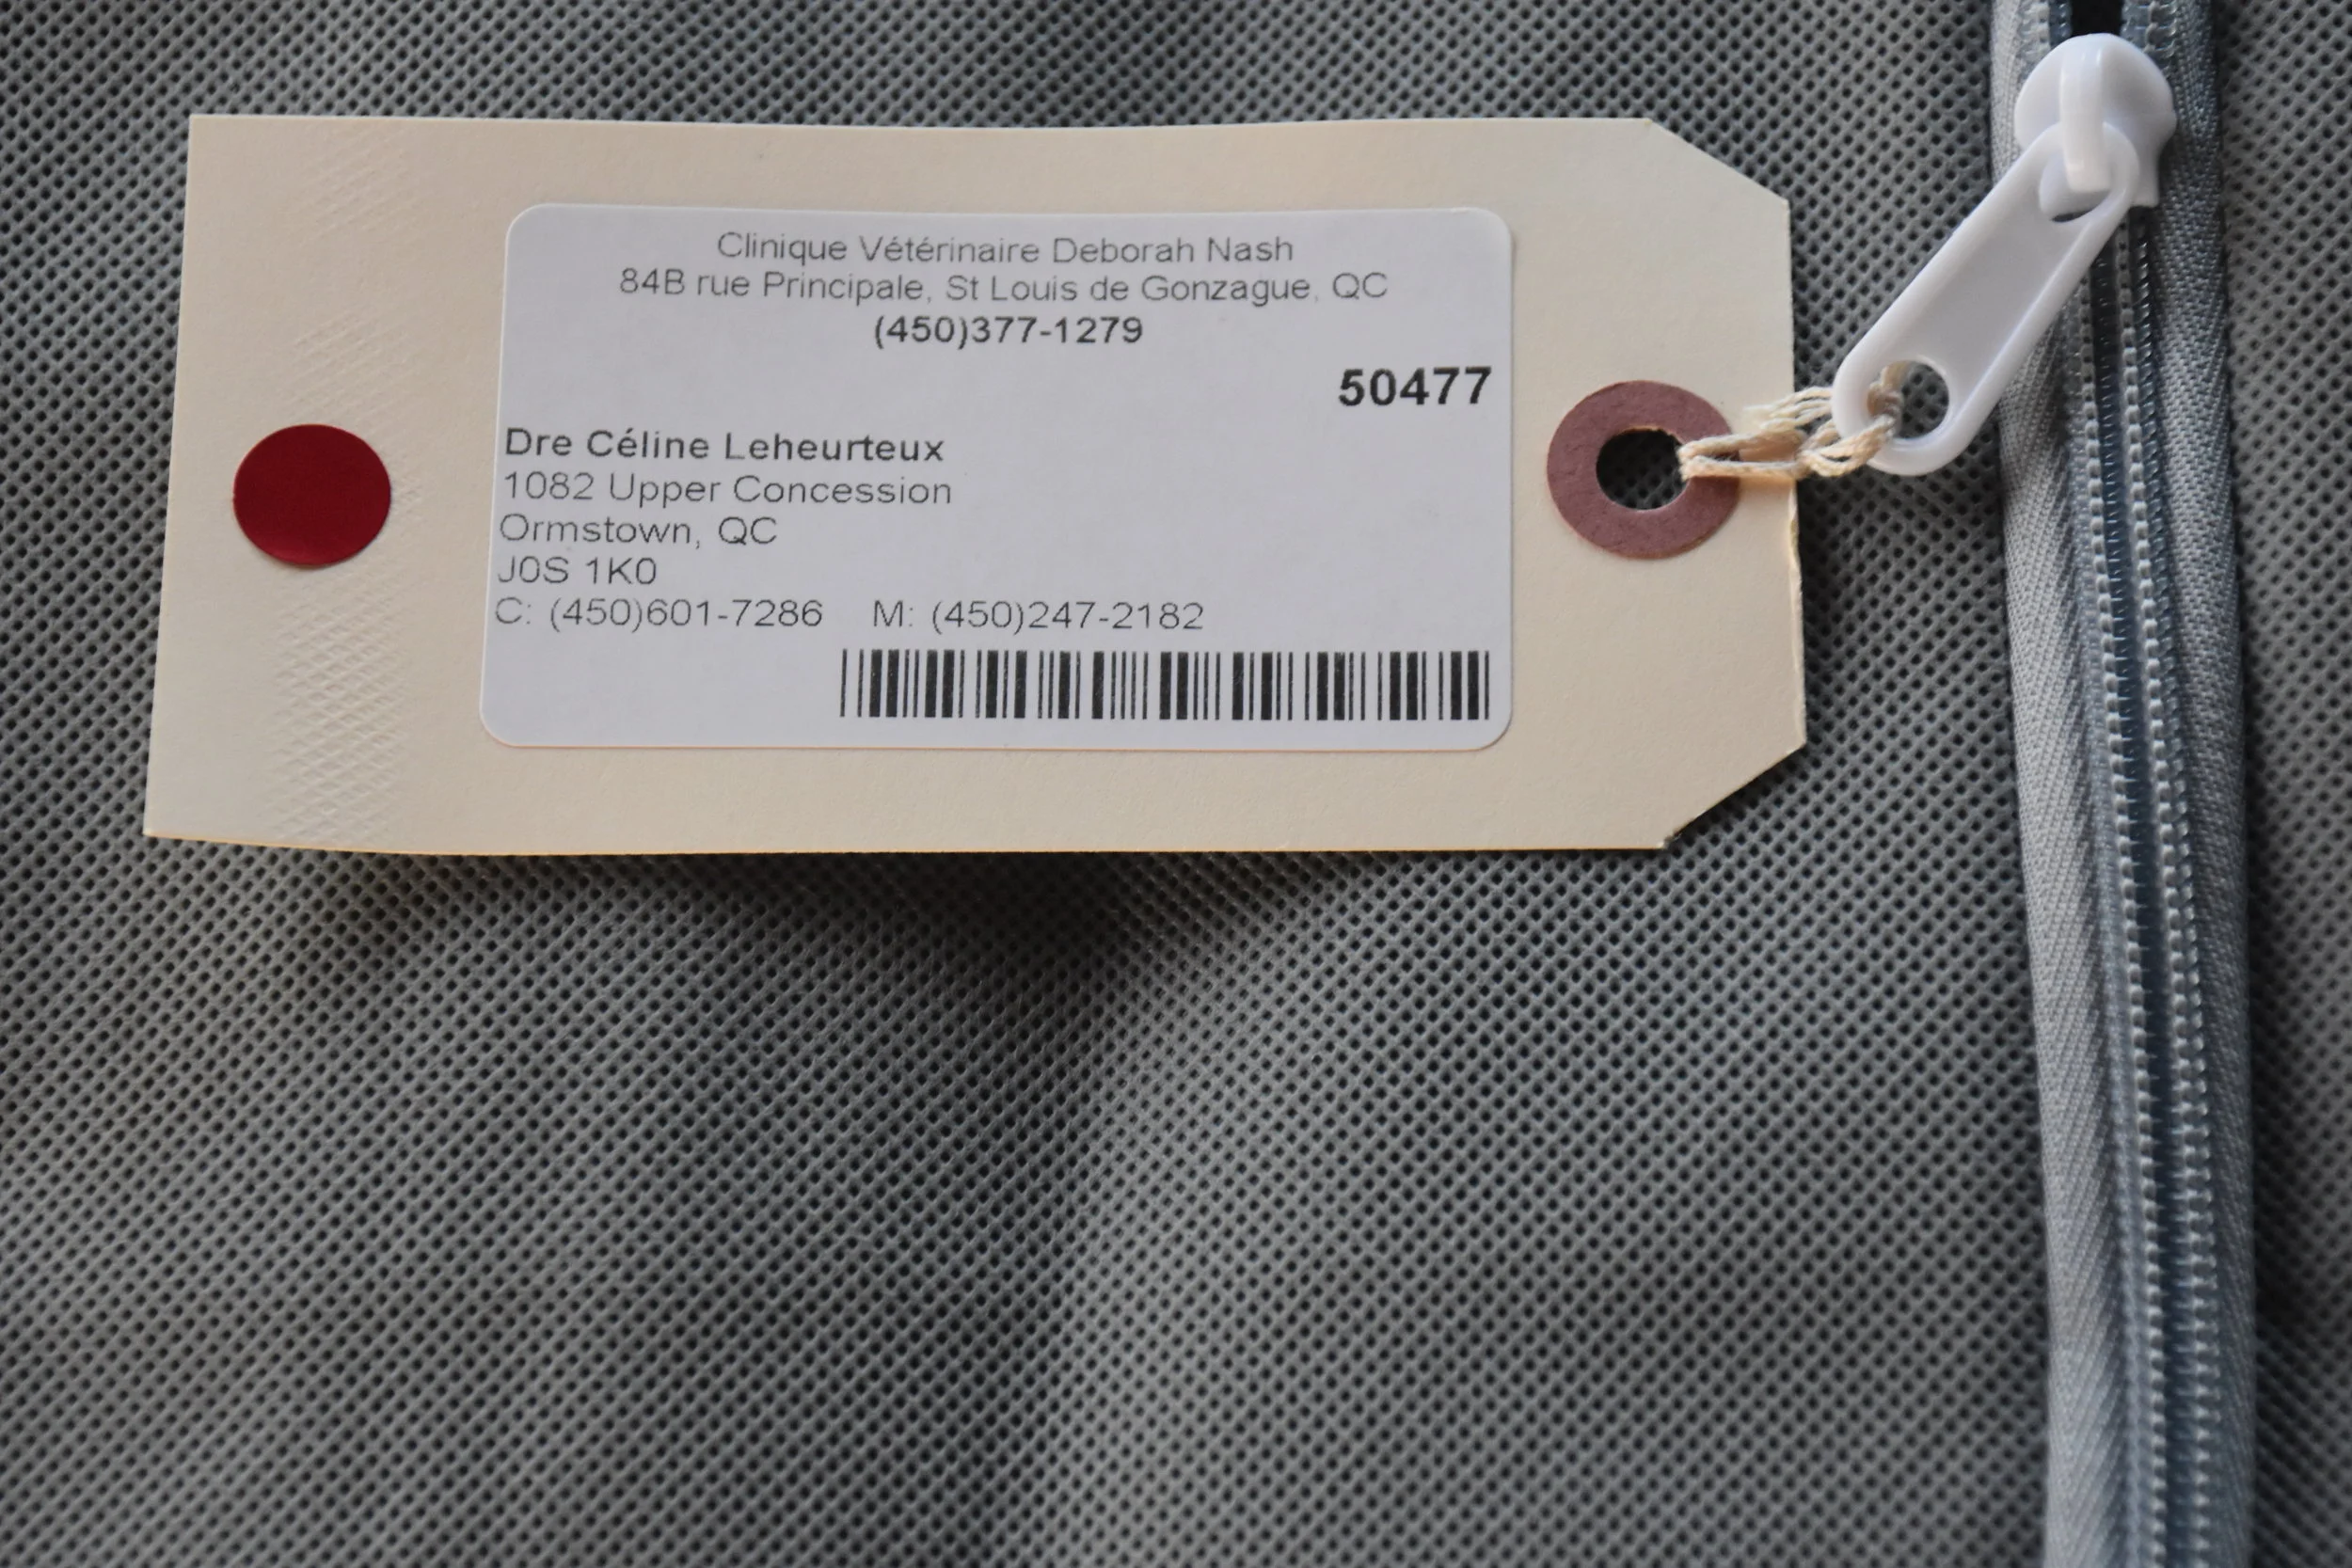 Clinique Vétérinaire Deborah Nash
84B rue Principale, St Louis de Gonzague, QC
(450)377-1279
50477
Dre Céline Leheurteux
1082 Upper Concession
Ormstown, QC
J0S 1K0
C: (450)601-7286 M: (450)247-2182